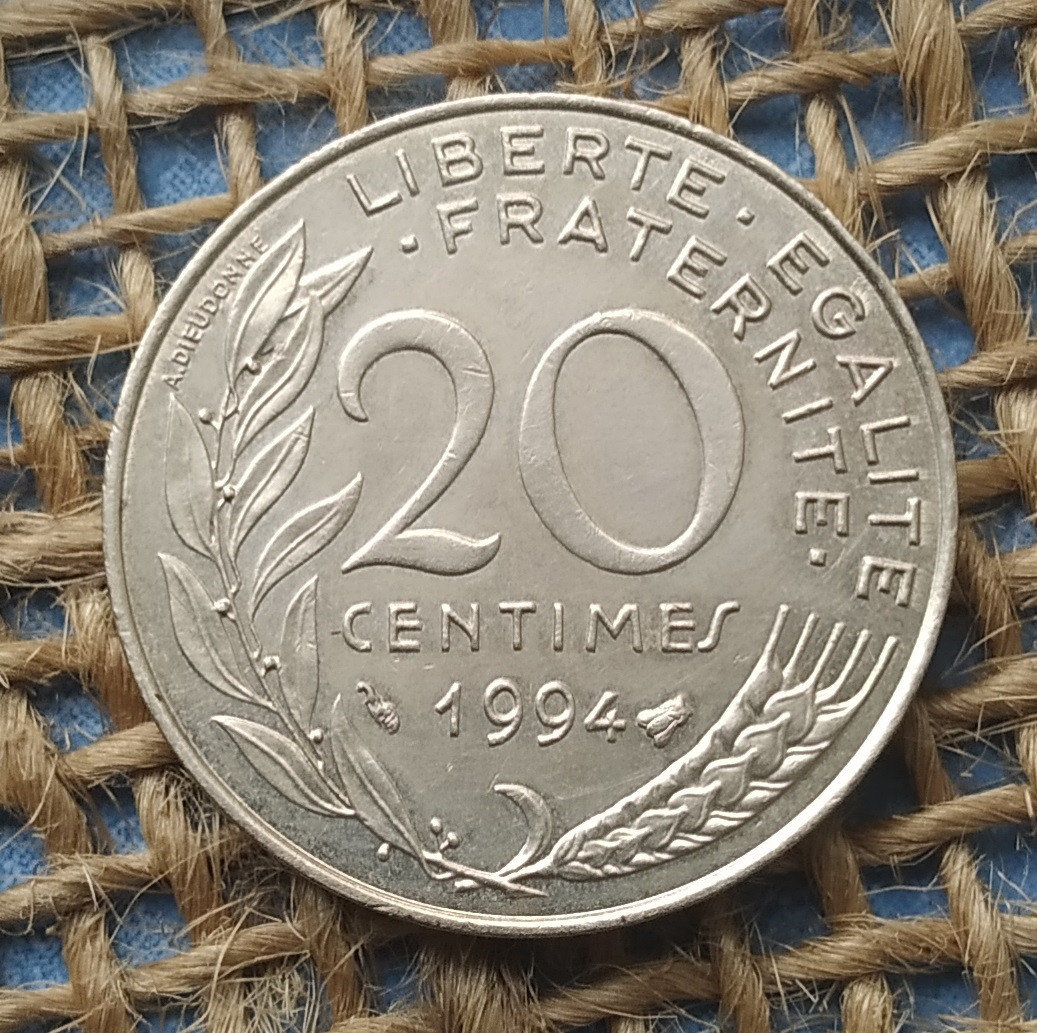 LIBERTE · EGALITE
· FRATERNITE ·
A.DIEUDONNE
20
CENTIMES
1994